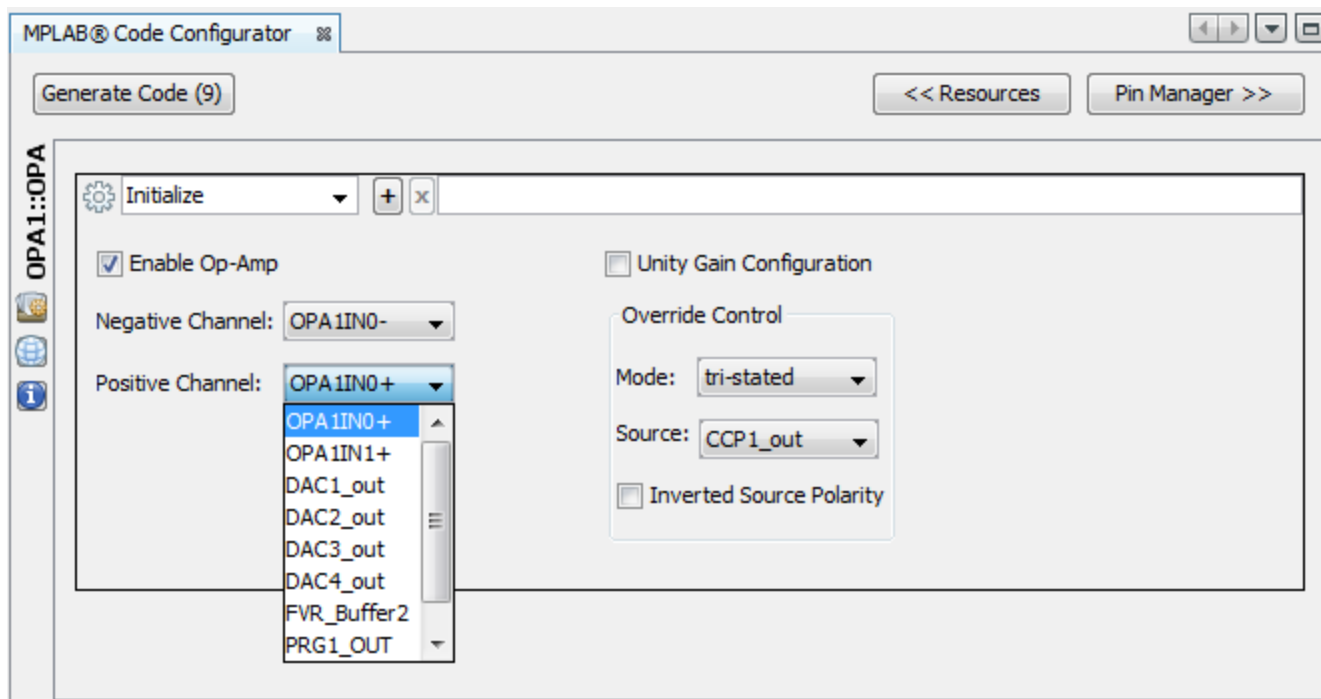 MPLAB® Code Configurator
Generate Code (9)
<< Resources
Pin Manager >>
OPA1::OPA
Initialize
+
x
Enable Op-Amp
Unity Gain Configuration
Negative Channel: OPA1IN0-
Override Control
Positive Channel: OPA1IN0+
Mode: tri-stated
OPA1IN0+
OPA1IN1+
Source: CCP1_out
DAC1_out
DAC2_out
Inverted Source Polarity
DAC3_out
DAC4_out
FVR_Buffer2
PRG1_OUT